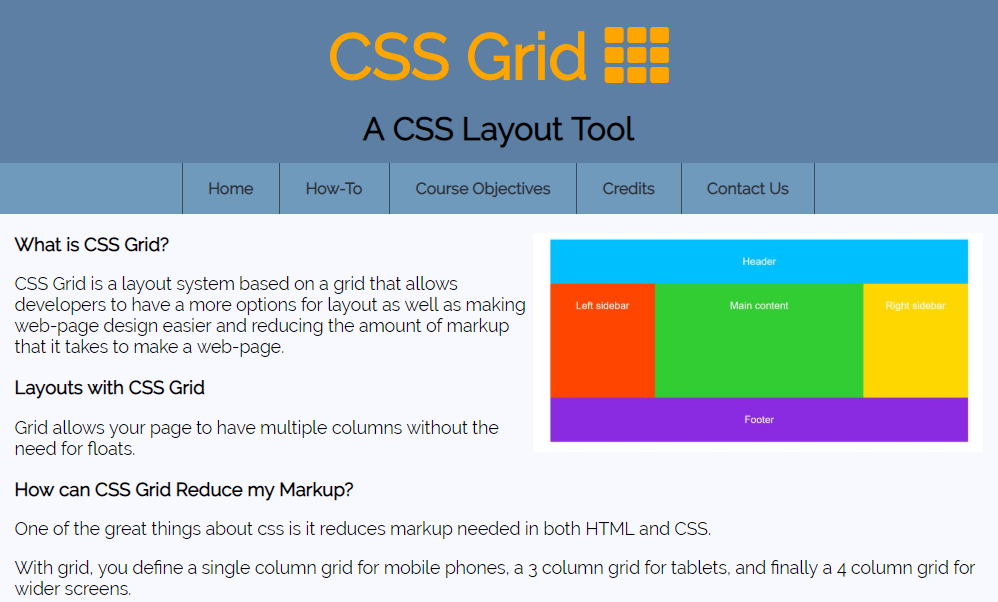 CSS Grid
A CSS Layout Tool
Home How-To Course Objectives Credits Contact Us
What is CSS Grid?
CSS Grid is a layout system based on a grid that allows
developers to have a more options for layout as well as making
web-page design easier and reducing the amount of markup
that it takes to make a web-page.
Header
Left sidebar Main content Right sidebar
Footer
Layouts with CSS Grid
Grid allows your page to have multiple columns without the
need for floats.
How can CSS Grid Reduce my Markup?
One of the great things about css is it reduces markup needed in both HTML and CSS.
With grid, you define a single column grid for mobile phones, a 3 column grid for tablets, and finally a 4 column grid for
wider screens.